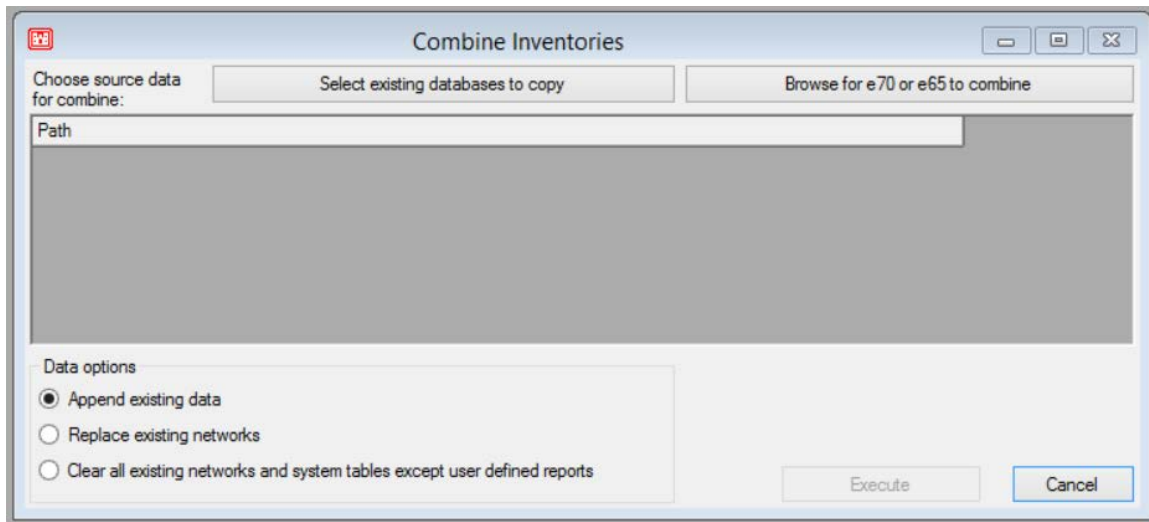 Combine Inventories
Choose source data
for combine:
Select existing databases to copy
Browse for e70 or e65 to combine
Path
Data options
Append existing data
Replace existing networks
Clear all existing networks and system tables except user defined reports
Execute
Cancel